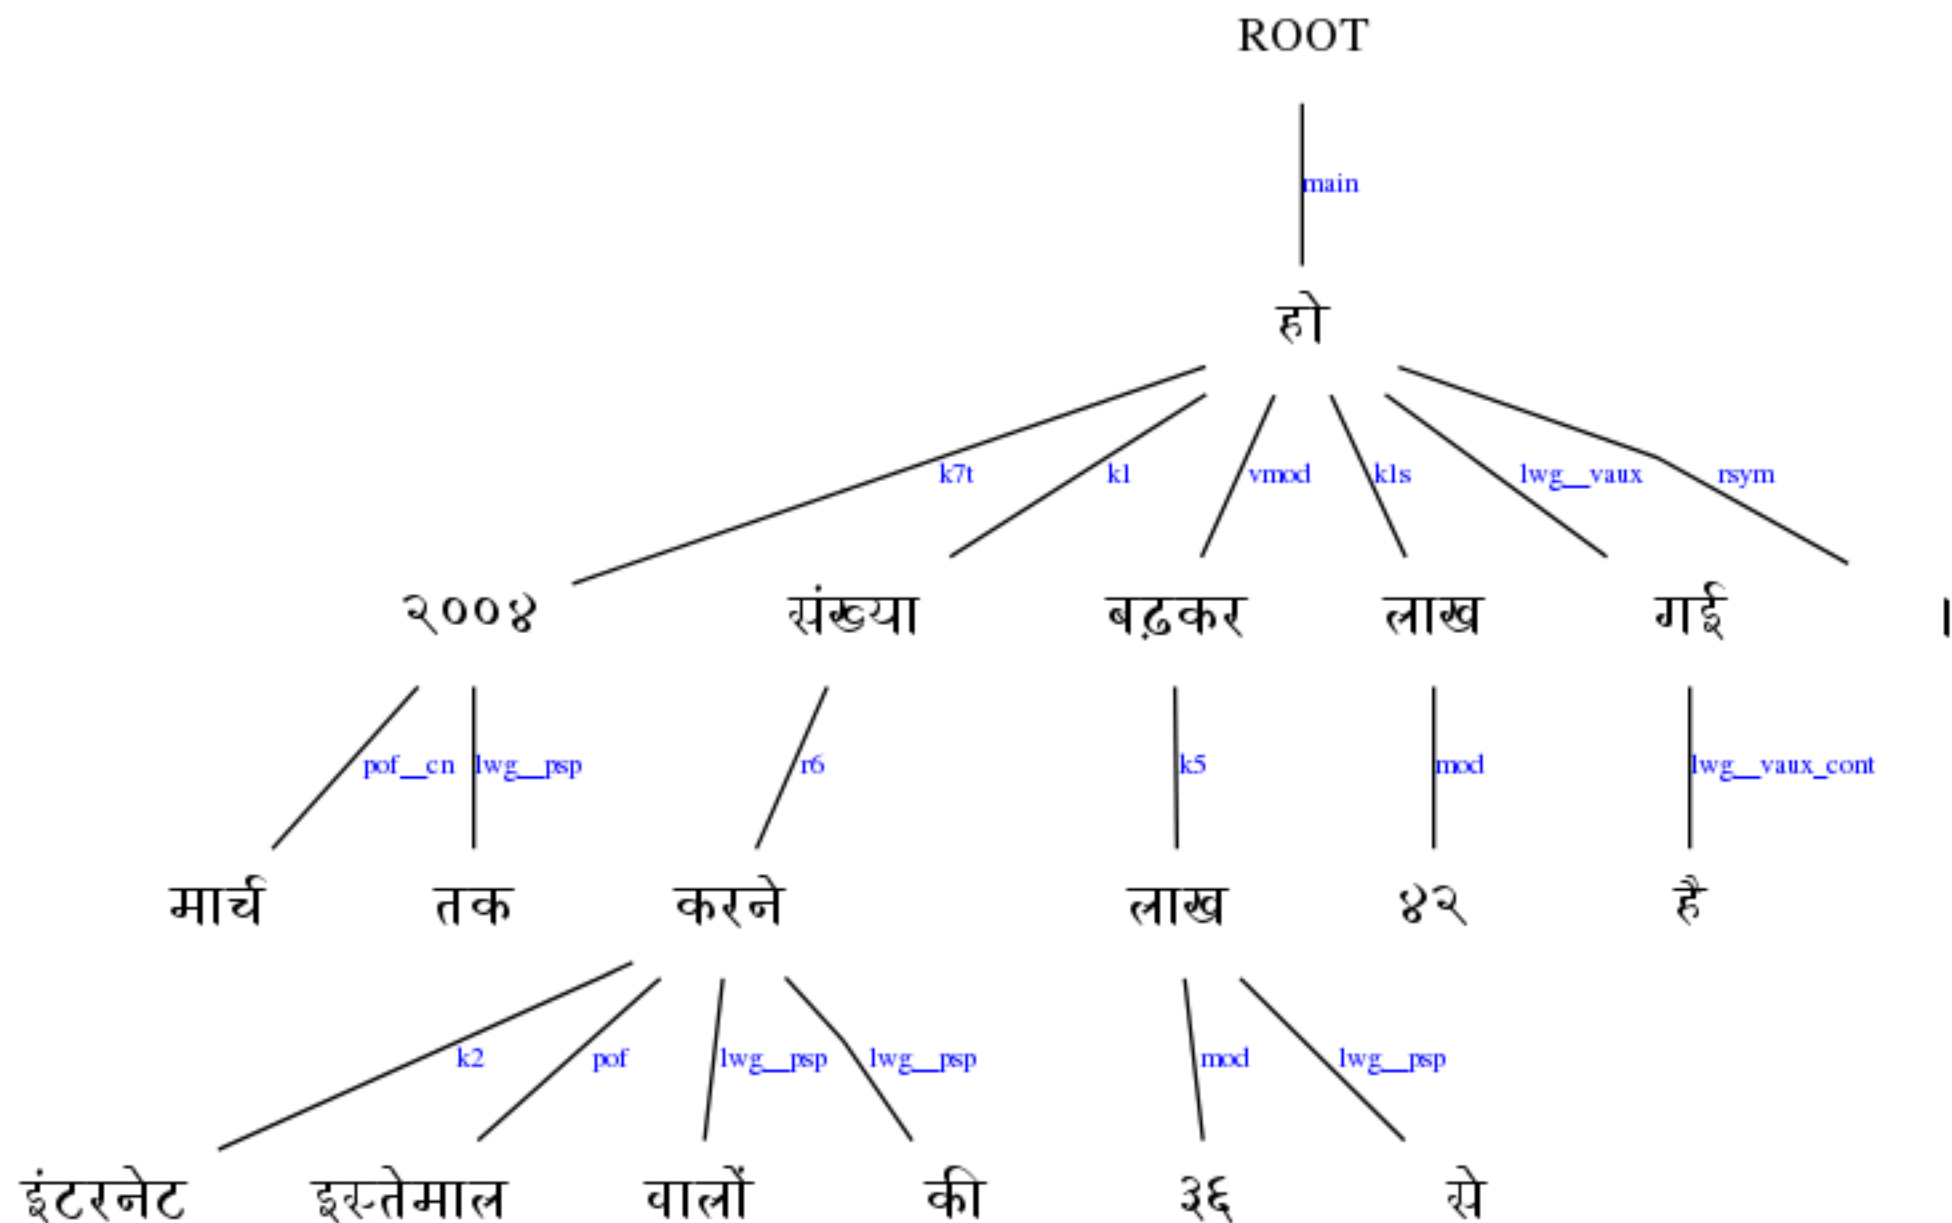 ROOT
main
हो
k7t k1 vmod k1s lwg__vaux rsym
२००४ संख्या बढ़कर लाख गई ।
pof__cn lwg__psp r6 k5 mod lwg__vaux_cont
मार्च तक करने लाख ४२ है
k2 pof lwg__psp lwg__psp mod lwg__psp
इंटरनेट इस्तेमाल वालों की ३६ से